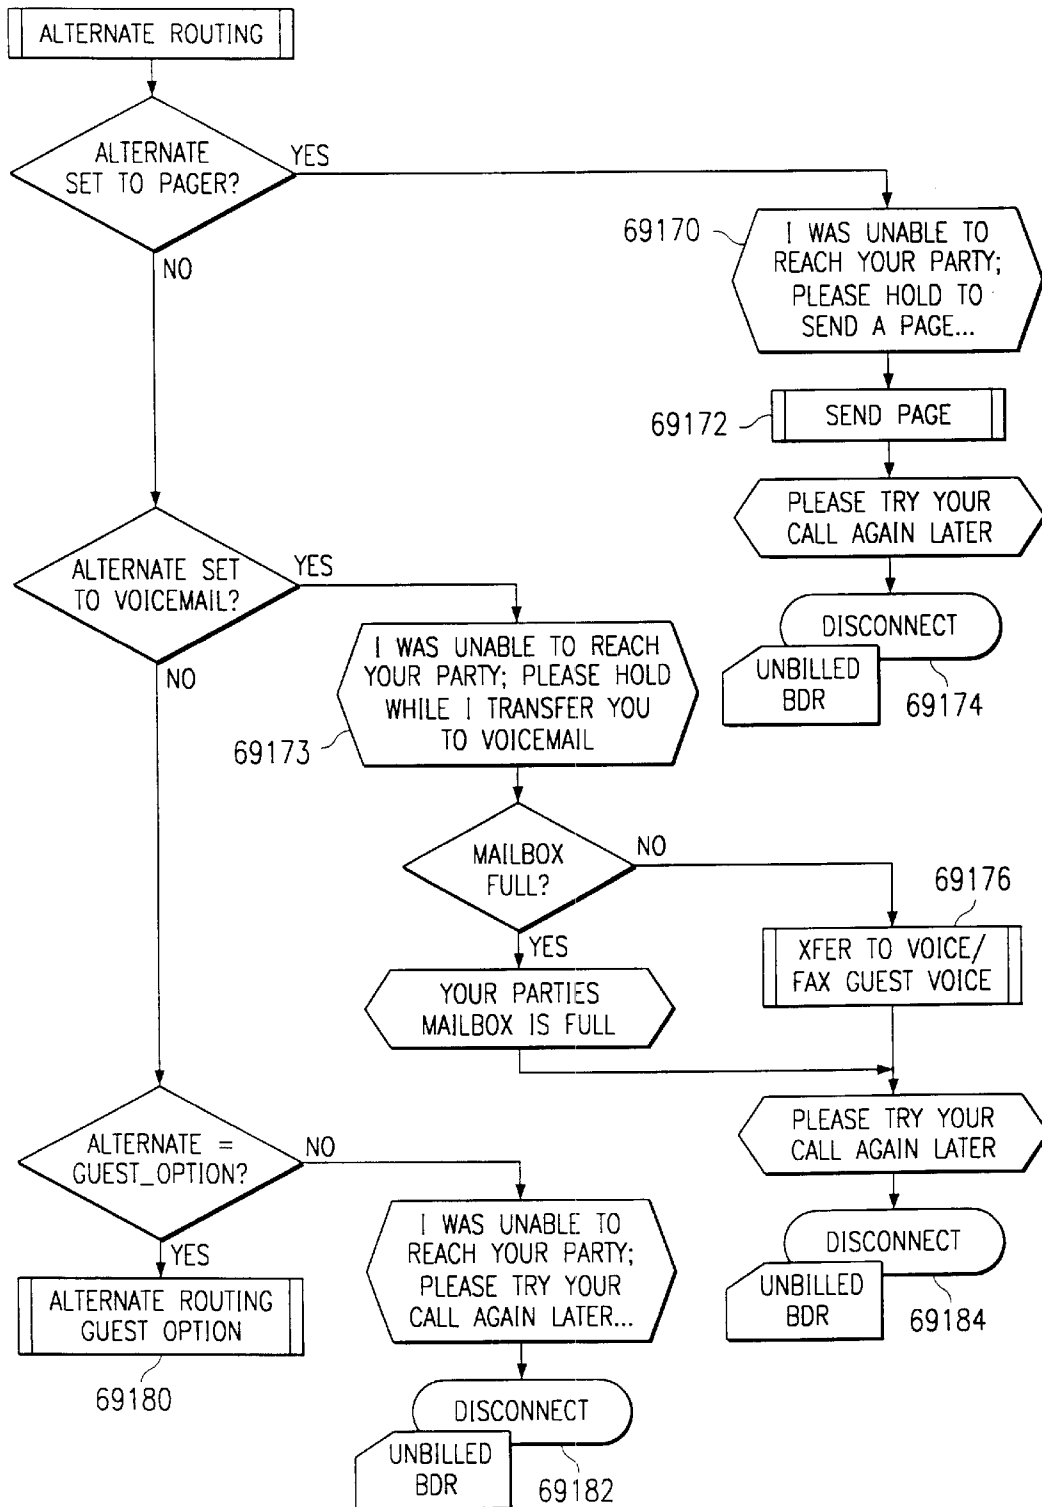 ALTERNATE ROUTING
ALTERNATE
SET TO PAGER?
YES
NO
69170
I WAS UNABLE TO
REACH YOUR PARTY;
PLEASE HOLD TO
SEND A PAGE...
69172
SEND PAGE
PLEASE TRY YOUR
CALL AGAIN LATER
DISCONNECT
UNBILLED
BDR
69174
ALTERNATE SET
TO VOICEMAIL?
YES
NO
I WAS UNABLE TO REACH
YOUR PARTY; PLEASE HOLD
WHILE I TRANSFER YOU
TO VOICEMAIL
69173
MAILBOX
FULL?
NO
YES
69176
XFER TO VOICE/
FAX GUEST VOICE
YOUR PARTIES
MAILBOX IS FULL
PLEASE TRY YOUR
CALL AGAIN LATER
DISCONNECT
UNBILLED
BDR
69184
ALTERNATE =
GUEST_OPTION?
NO
YES
ALTERNATE ROUTING
GUEST OPTION
69180
I WAS UNABLE TO
REACH YOUR PARTY;
PLEASE TRY YOUR
CALL AGAIN LATER...
DISCONNECT
UNBILLED
BDR
69182